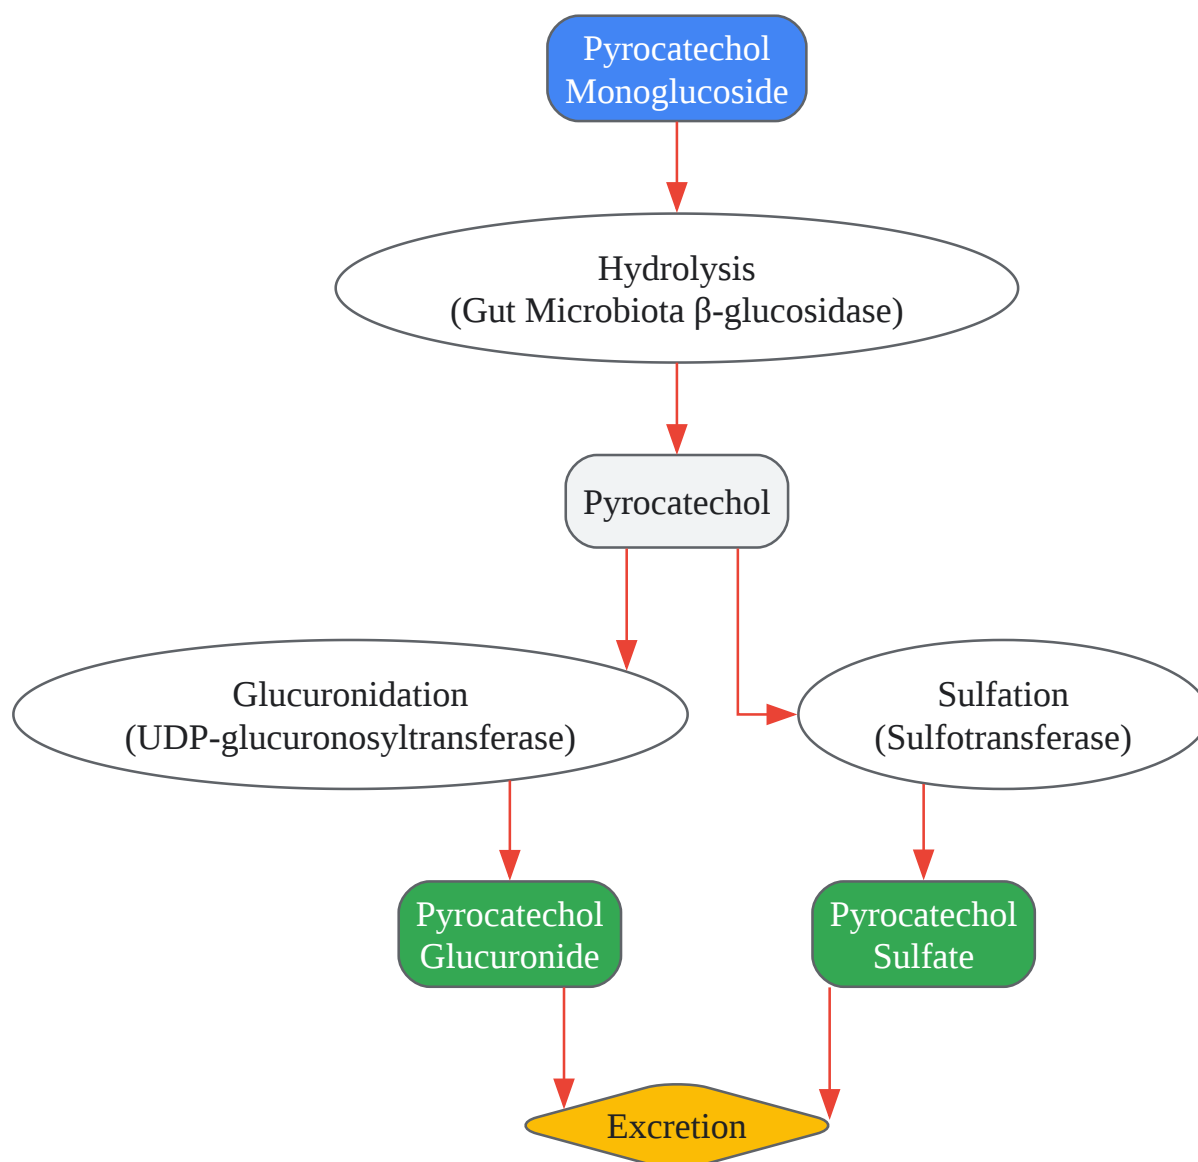 Pyrocatechol
Monoglucoside
Hydrolysis
(Gut Microbiota β-glucosidase)
Pyrocatechol
Glucuronidation
(UDP-glucuronosyltransferase)
Sulfation
(Sulfotransferase)
Pyrocatechol
Glucuronide
Pyrocatechol
Sulfate
Excretion